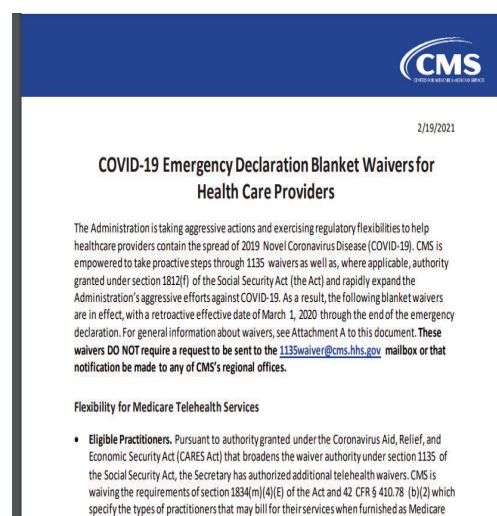 CMS
CENTERS FOR MEDICARE & MEDICAID SERVICES
2/19/2021
COVID-19 Emergency Declaration Blanket Waivers for
Health Care Providers
The Administration is taking aggressive actions and exercising regulatory flexibilities to help
healthcare providers contain the spread of 2019 Novel Coronavirus Disease (COVID-19). CMS is
empowered to take proactive steps through 1135 waivers as well as, where applicable, authority
granted under section 1812(f) of the Social Security Act (the Act) and rapidly expand the
Administration's aggressive efforts against COVID-19. As a result, the following blanket waivers
are in effect, with a retroactive effective date of March 1, 2020 through the end of the emergency
declaration. For general information about waivers, see Attachment A to this document. These
waivers DO NOT require a request to be sent to the 1135waiver@cms.hhs.gov mailbox or that
notification be made to any of CMS's regional offices.
Flexibility for Medicare Telehealth Services
• Eligible Practitioners. Pursuant to authority granted under the Coronavirus Aid, Relief, and
Economic Security Act (CARES Act) that broadens the waiver authority under section 1135 of
the Social Security Act, the Secretary has authorized additional telehealth waivers. CMS is
waiving the requirements of section 1834(m)(4)(E) of the Act and 42 CFR § 410.78 (b)(2) which
specify the types of practitioners that may bill for their services when furnished as Medicare